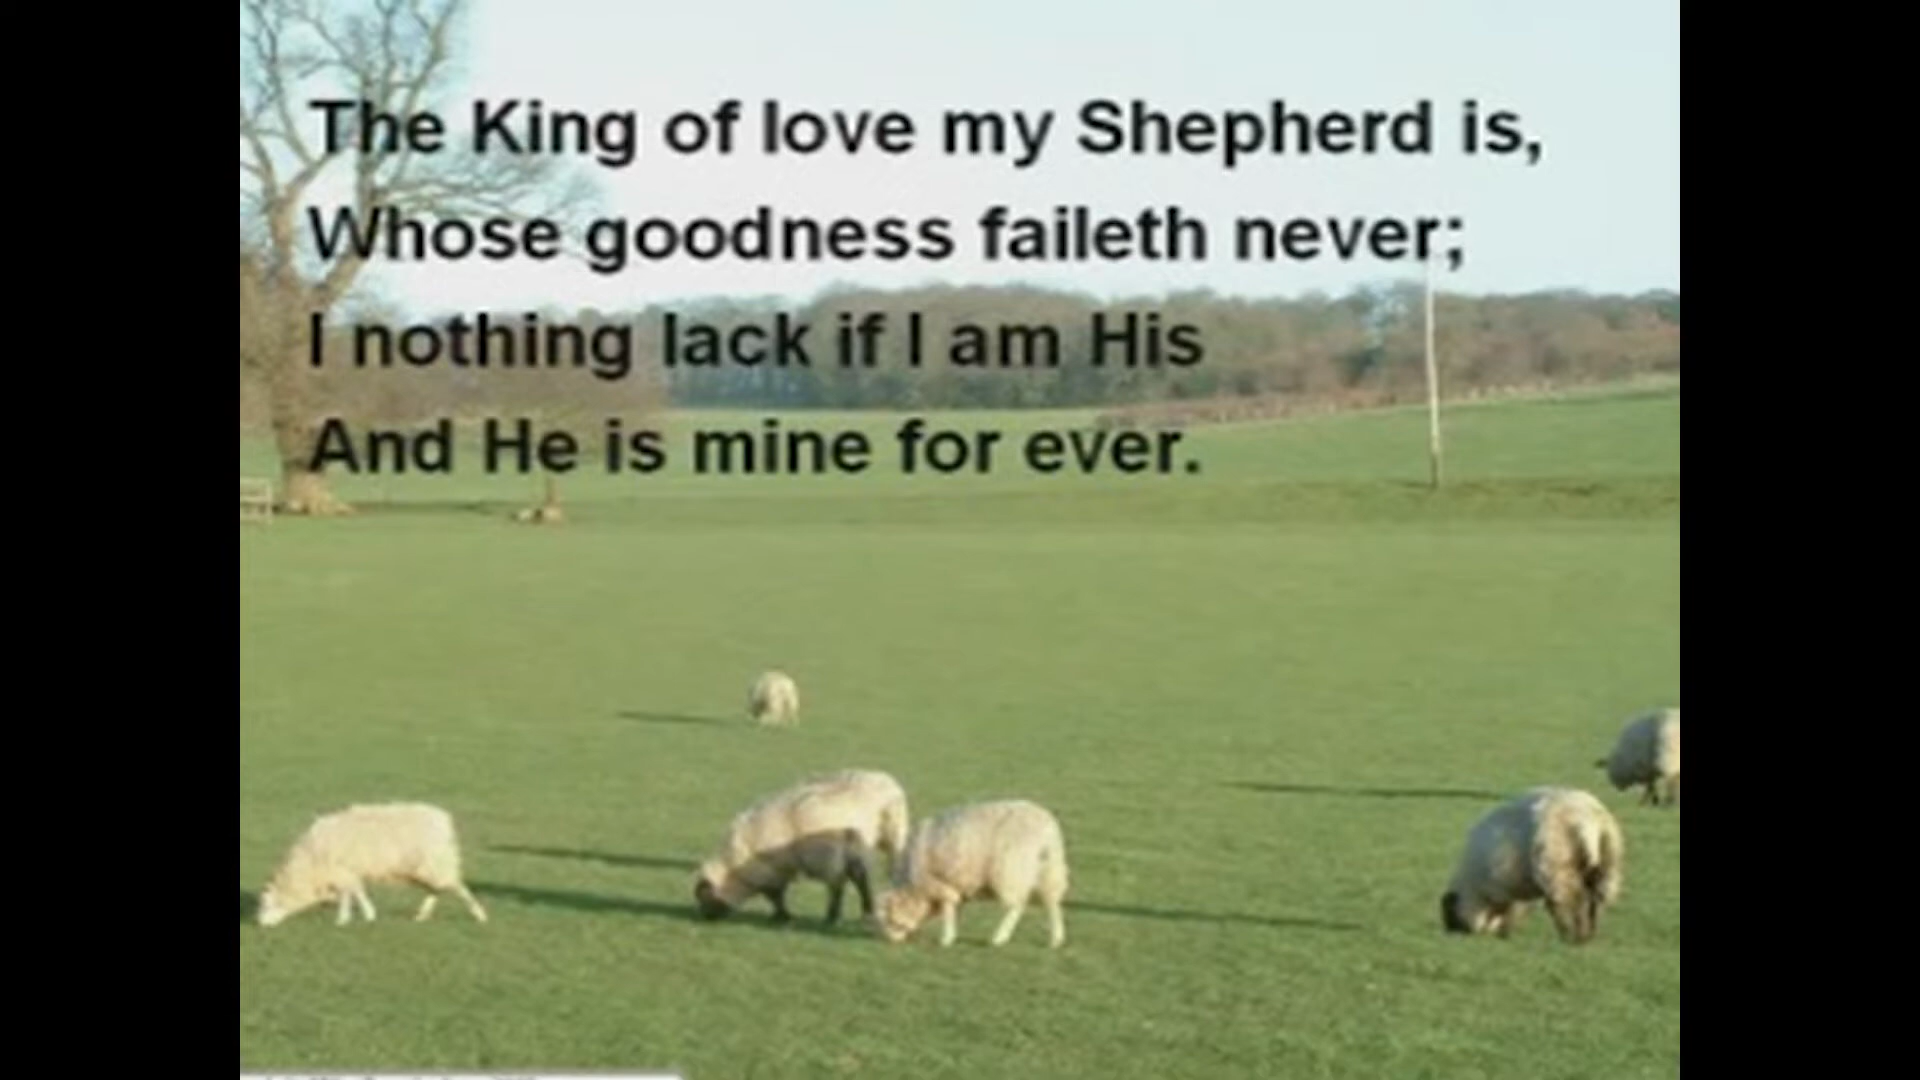 The King of love my Shepherd is,
Whose goodness faileth never;
I nothing lack if I am His
And He is mine for ever.